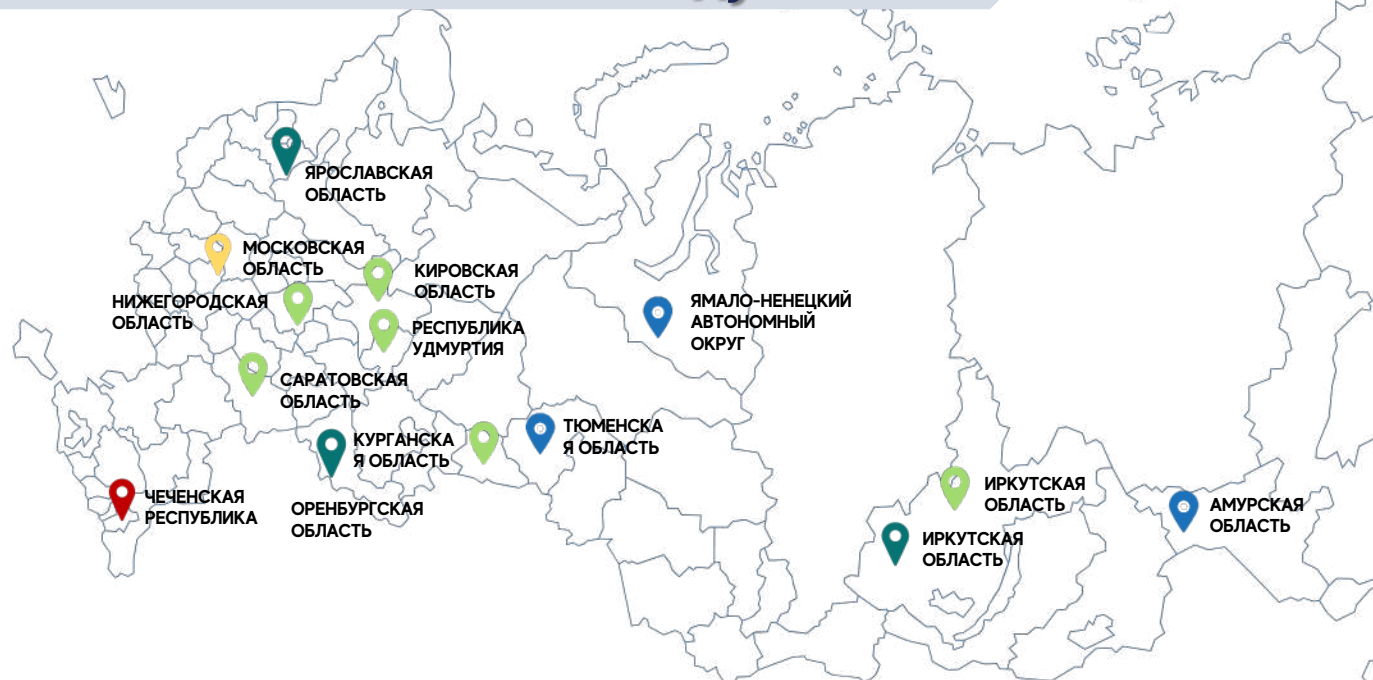 ЯРОСЛАВСКАЯ
ОБЛАСТЬ
МОСКОВСКАЯ
ОБЛАСТЬ
КИРОВСКАЯ
ОБЛАСТЬ
НИЖЕГОРОДСКАЯ
ОБЛАСТЬ
ЯМАЛО-НЕНЕЦКИЙ
АВТОНОМНЫЙ
ОКРУГ
РЕСПУБЛИКА
УДМУРТИЯ
САРАТОВСКАЯ
ОБЛАСТЬ
ТЮМЕНСКА
Я ОБЛАСТЬ
КУРГАНСКА
Я ОБЛАСТЬ
ЧЕЧЕНСКАЯ
РЕСПУБЛИКА
ОРЕНБУРГСКАЯ
ОБЛАСТЬ
ИРКУТСКАЯ
ОБЛАСТЬ
АМУРСКАЯ
ОБЛАСТЬ
ИРКУТСКАЯ
ОБЛАСТЬ